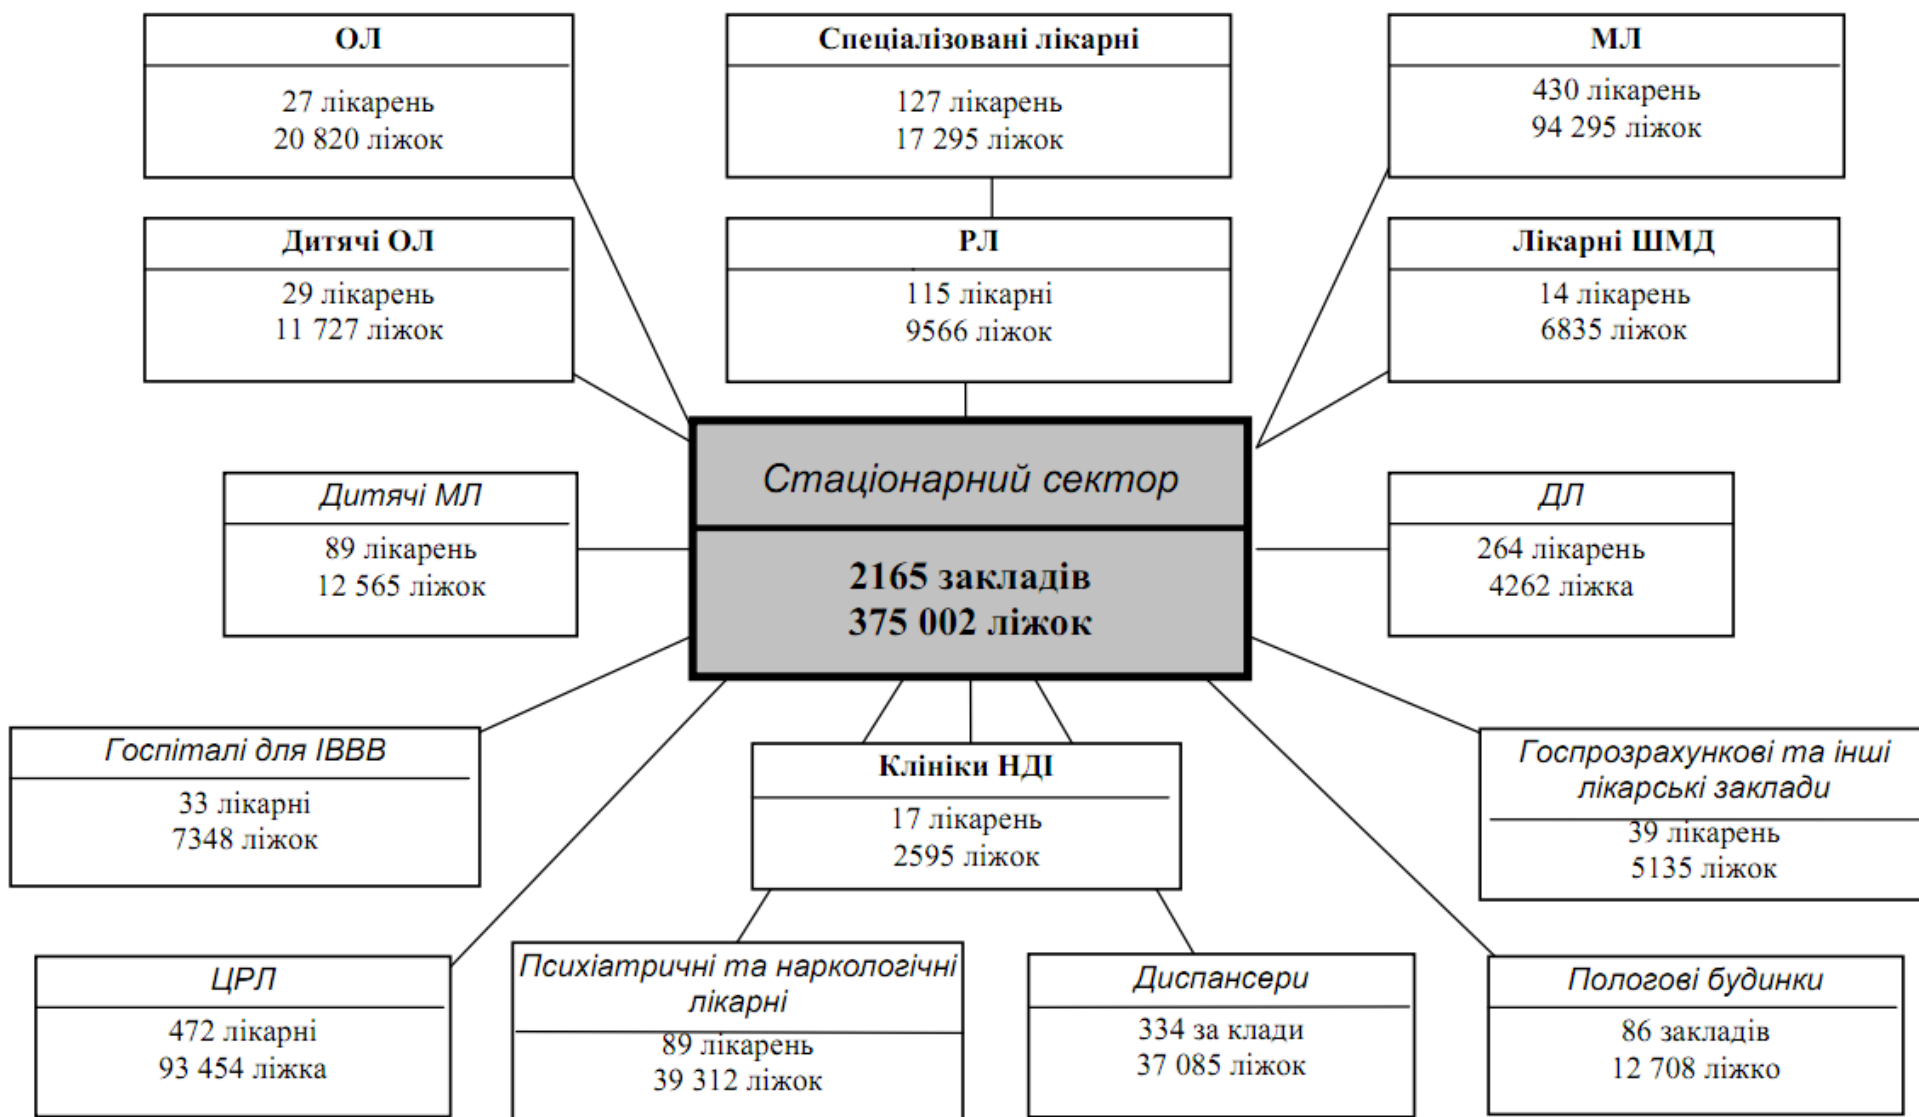 ОЛ
27 лікарень
20 820 ліжок
Спеціалізовані лікарні
127 лікарень
17 295 ліжок
МЛ
430 лікарень
94 295 ліжок
Дитячі ОЛ
29 лікарень
11 727 ліжок
РЛ
115 лікарні
9566 ліжок
Лікарні ШМД
14 лікарень
6835 ліжок
Дитячі МЛ
89 лікарень
12 565 ліжок
Стаціонарний сектор
2165 закладів
375 002 ліжок
ДЛ
264 лікарень
4262 ліжка
Госпіталі для ІВВВ
33 лікарні
7348 ліжок
Клініки НДІ
17 лікарень
2595 ліжок
Госпрозрахункові та інші
лікарські заклади
39 лікарень
5135 ліжок
ЦРЛ
472 лікарні
93 454 ліжка
Психіатричні та наркологічні
лікарні
89 лікарень
39 312 ліжок
Диспансери
334 за клади
37 085 ліжок
Пологові будинки
86 закладів
12 708 ліжко